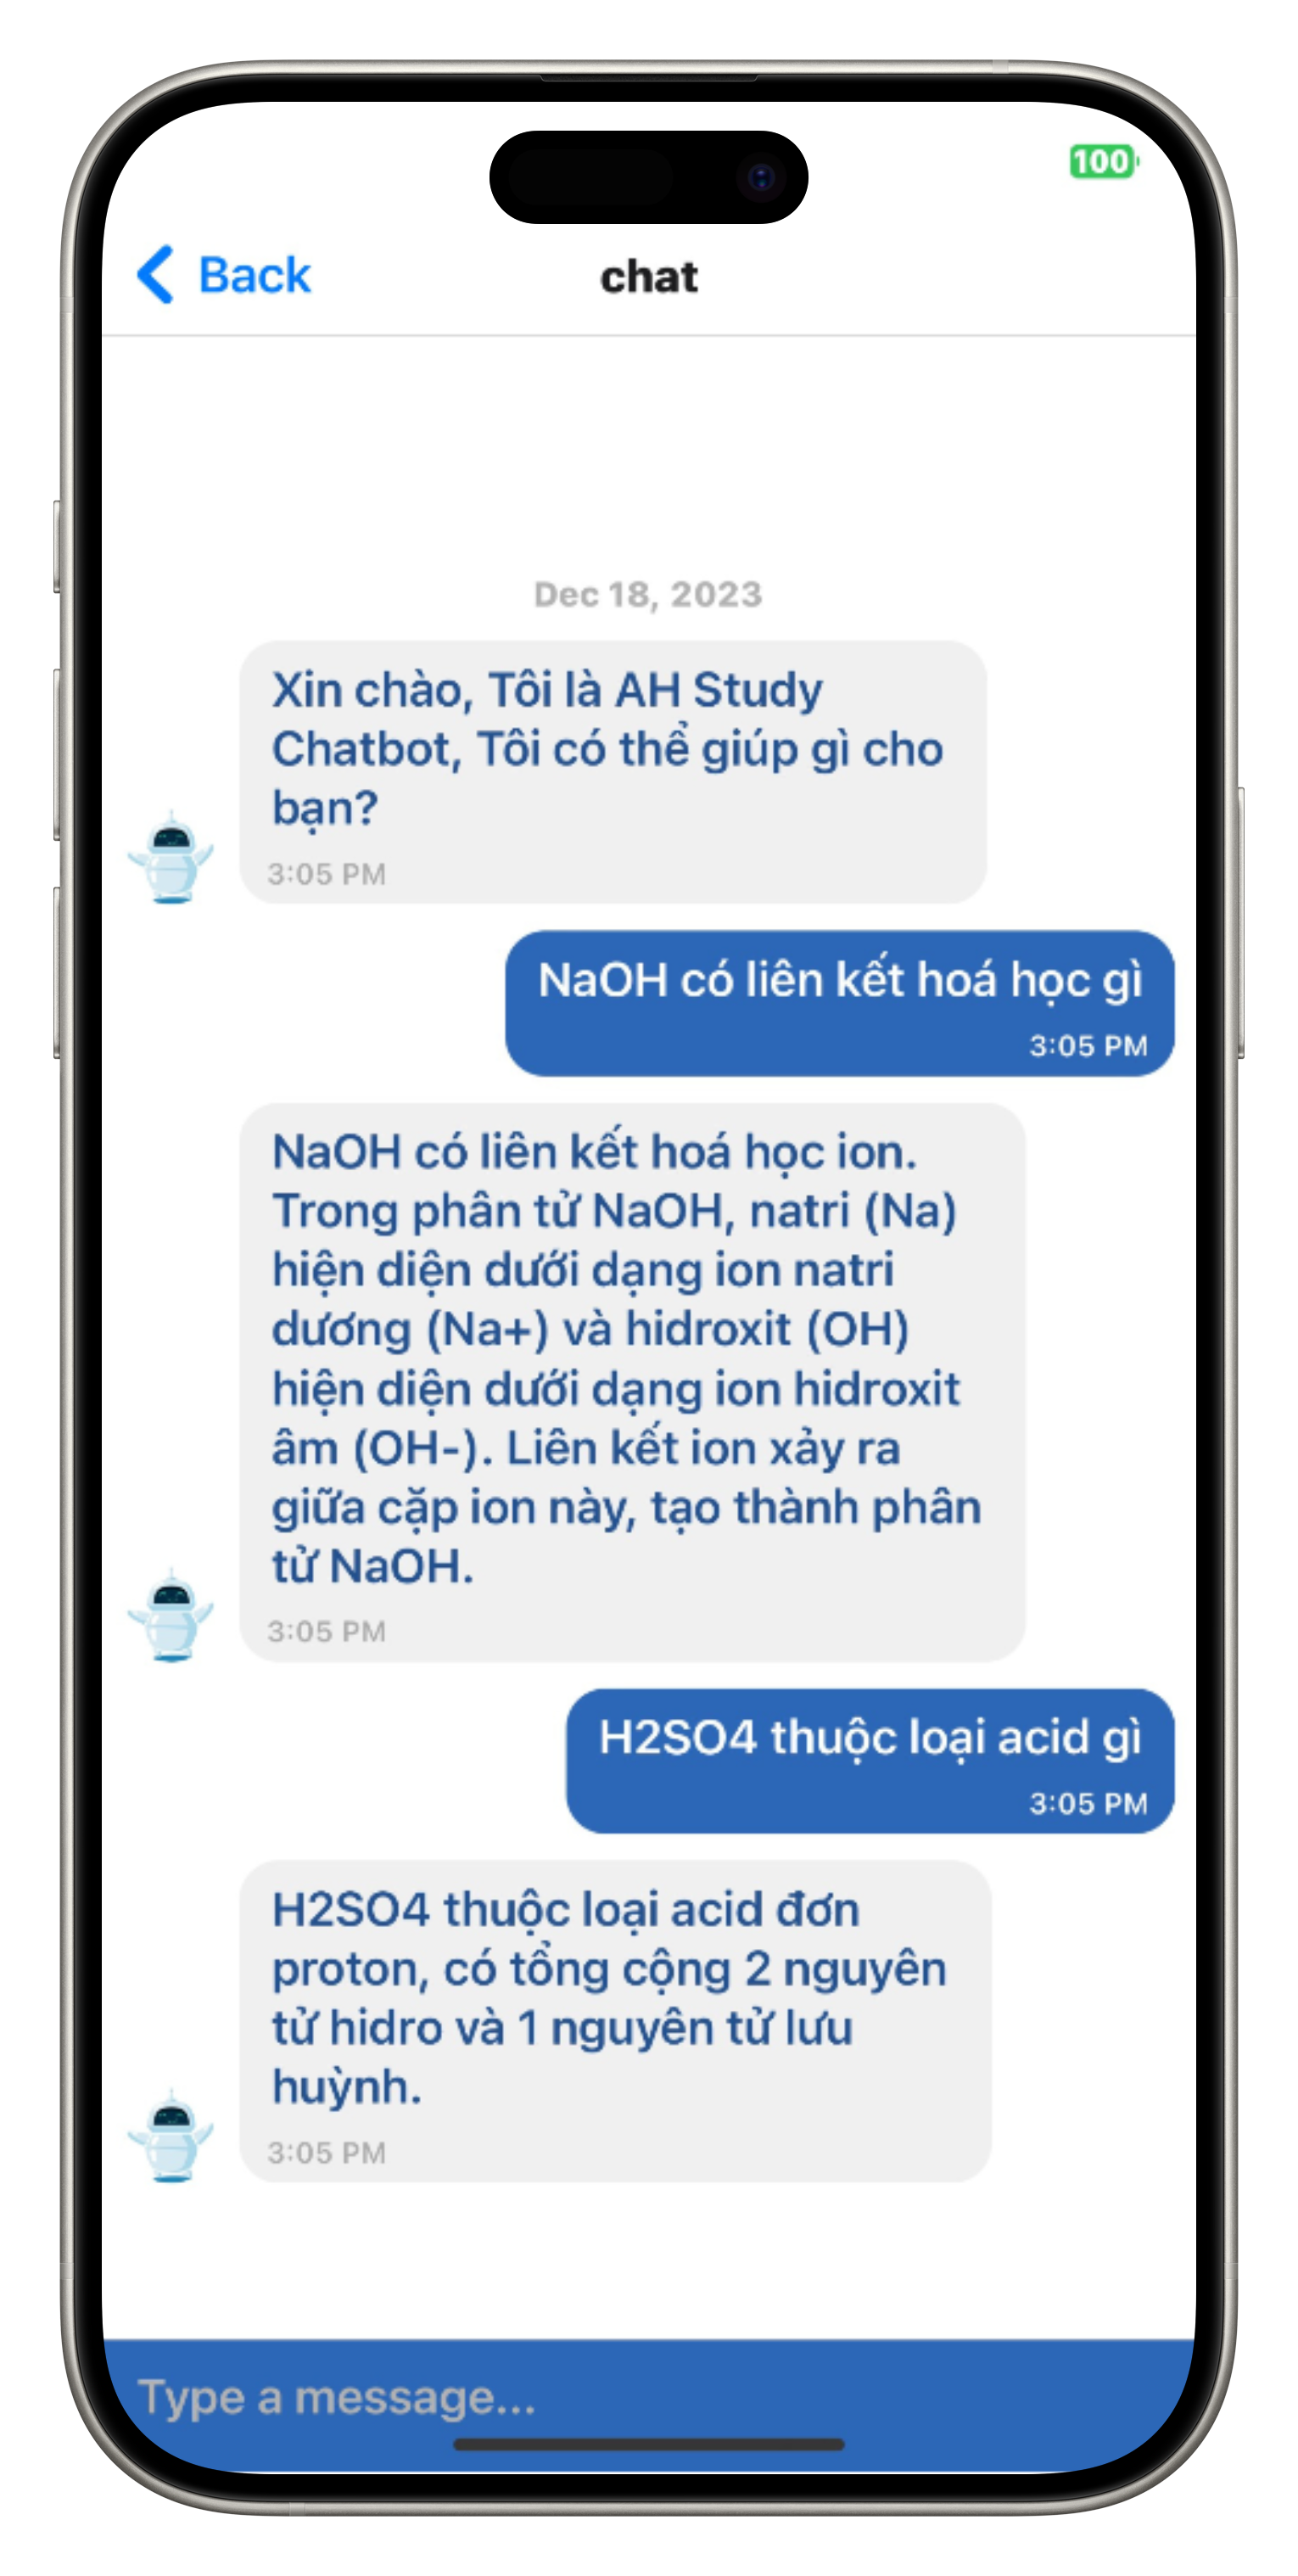 100
Back
chat
Dec 18, 2023
Xin chào, Tôi là AH Study
Chatbot, Tôi có thể giúp gì cho
bạn?
3:05 PM
NaOH có liên kết hoá học gì
3:05 PM
NaOH có liên kết hoá học ion.
Trong phân tử NaOH, natri (Na)
hiện diện dưới dạng ion natri
dương (Na+) và hidroxit (OH)
hiện diện dưới dạng ion hidroxit
âm (OH-). Liên kết ion xảy ra
giữa cặp ion này, tạo thành phân
tử NaOH.
3:05 PM
H2SO4 thuộc loại acid gì
3:05 PM
H2SO4 thuộc loại acid đơn
proton, có tổng cộng 2 nguyên
tử hidro và 1 nguyên tử lưu
huỳnh.
3:05 PM
Type a message...